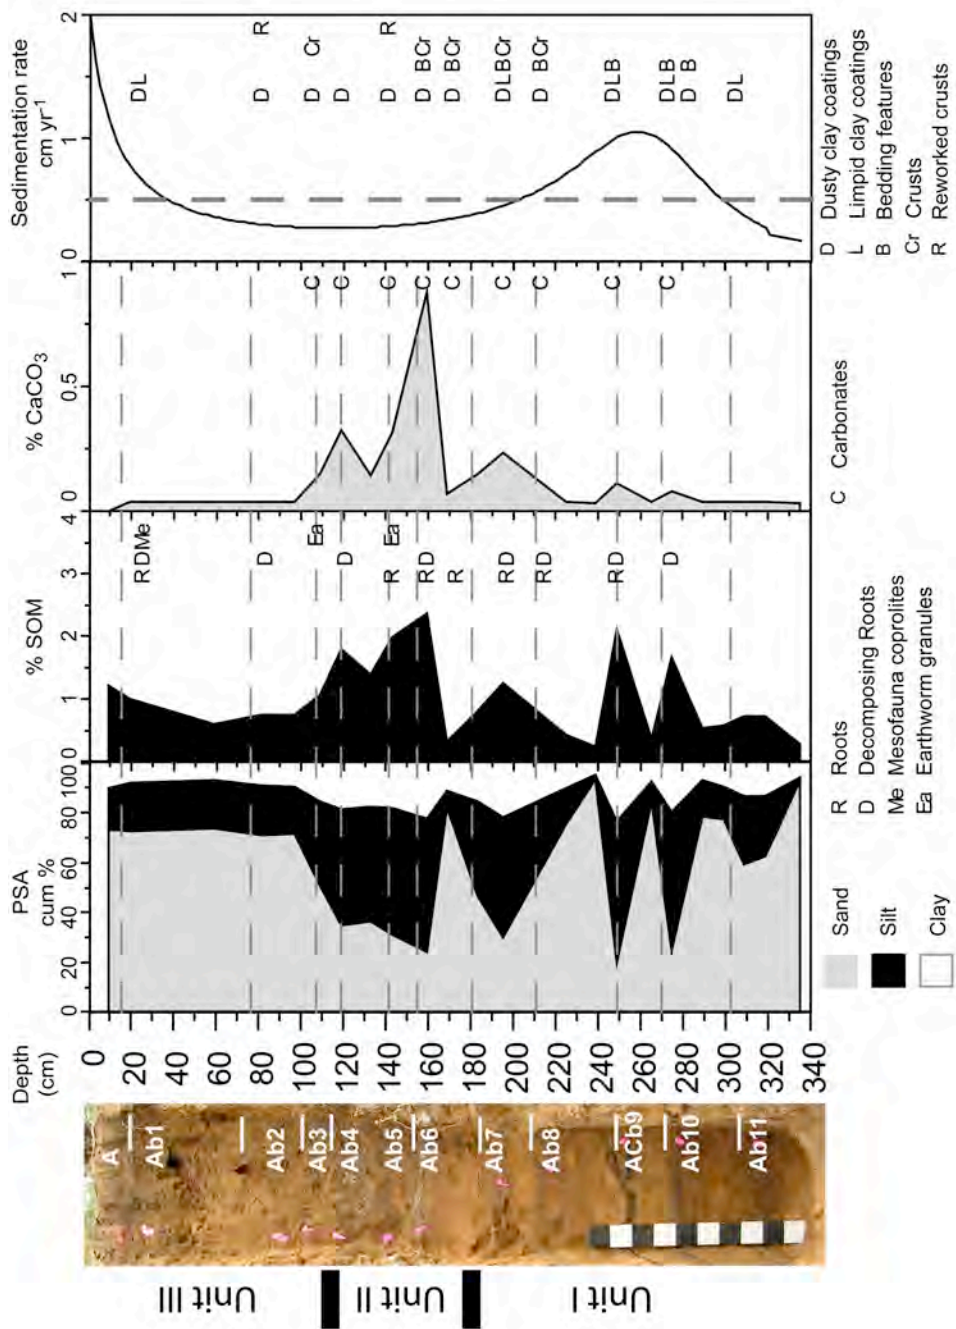 Unit III
Unit II
Unit I
A
Ab1
Ab2
Ab3
Ab4
Ab5
Ab6
Ab7
Ab8
ACb9
Ab10
Ab11
Depth
(cm)
0
20
40
60
80
100
120
140
160
180
200
220
240
260
280
300
320
340
PSA
cum %
0
20
40
60
80
100
Sand
Silt
Clay
% SOM
0
1
2
3
4
RDMe
D
Ea
D
R
Ea
RD
R
RD
RD
RD
D
R Roots
D Decomposing Roots
Me Mesofauna coprolites
Ea Earthworm granules
% CaCO3
0
0.5
1
C
C
C
C
C
C
C
C
C
C Carbonates
Sedimentation rate
cm yr-1
0
1
2
DL
D R
D Cr
D
D R
D BCr
D BCr
DLBCr
D BCr
DLB
DLB
D B
DL
D Dusty clay coatings
L Limpid clay coatings
B Bedding features
Cr Crusts
R Reworked crusts